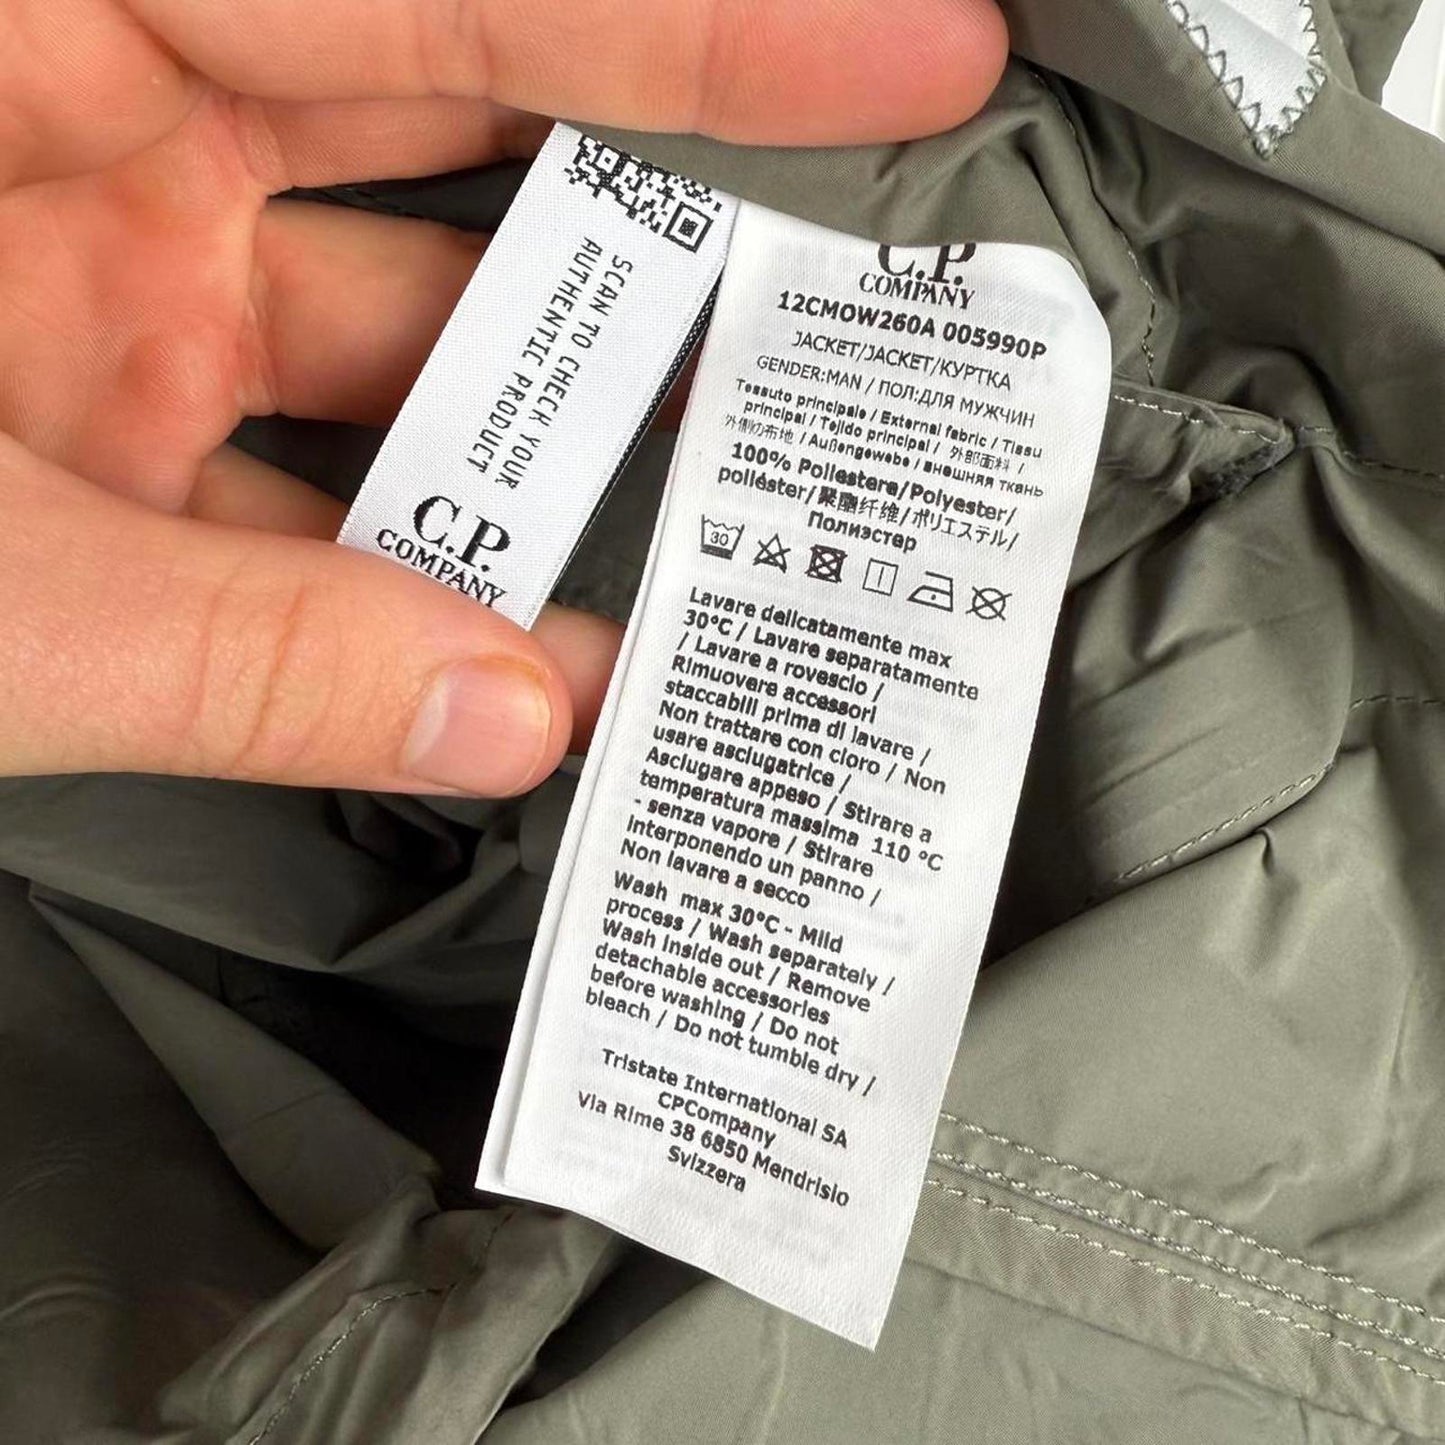 SCAN TO CHECK YOUR
AUTHENTIC PRODUCT
C.P.
COMPANY
C.P.
COMPANY
12CMOW260A 005990P
JACKET/JACKET/КУРТКА
GENDER:MAN / ПОЛ:ДЛЯ МУЖЧИН
Tessuto principale / External fabric / Tissu
principal / Tejido principal / 外部面料 /
外側の布地 / Außengewebe / внешняя ткань
100% Poliestere/Polyester/
poliéster/聚酯纤维/ポリエステル/
Полиэстер
30
Lavare delicatamente max
30°C / Lavare separatamente
/ Lavare a rovescio /
Rimuovere accessori
staccabili prima di lavare /
Non trattare con cloro / Non
usare asciugatrice /
Asciugare appeso / Stirare a
temperatura massima 110 °C
- senza vapore / Stirare
interponendo un panno /
Non lavare a secco
Wash max 30°C - Mild
process / Wash separately /
Wash inside out / Remove
detachable accessories
before washing / Do not
bleach / Do not tumble dry /
Tristate International SA
CPCompany
Via Rime 38 6850 Mendrisio
Svizzera